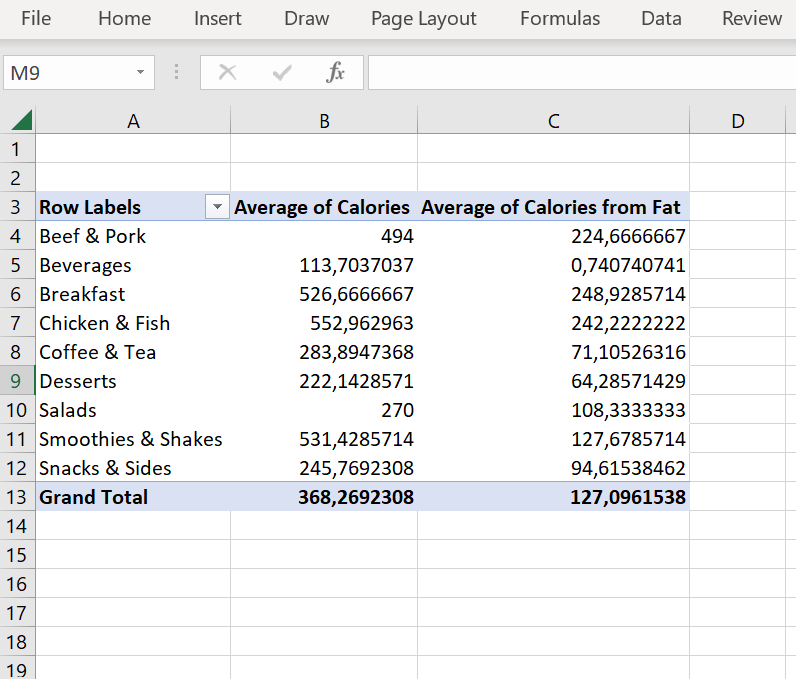 File Home Insert Draw Page Layout Formulas Data Review
M9 fx
A B C D
1
2
3 Row Labels Average of Calories Average of Calories from Fat
4 Beef & Pork 494 224,6666667
5 Beverages 113,7037037 0,740740741
6 Breakfast 526,6666667 248,9285714
7 Chicken & Fish 552,962963 242,2222222
8 Coffee & Tea 283,8947368 71,10526316
9 Desserts 222,1428571 64,28571429
10 Salads 270 108,3333333
11 Smoothies & Shakes 531,4285714 127,6785714
12 Snacks & Sides 245,7692308 94,61538462
13 Grand Total 368,2692308 127,0961538
14
15
16
17
18
19